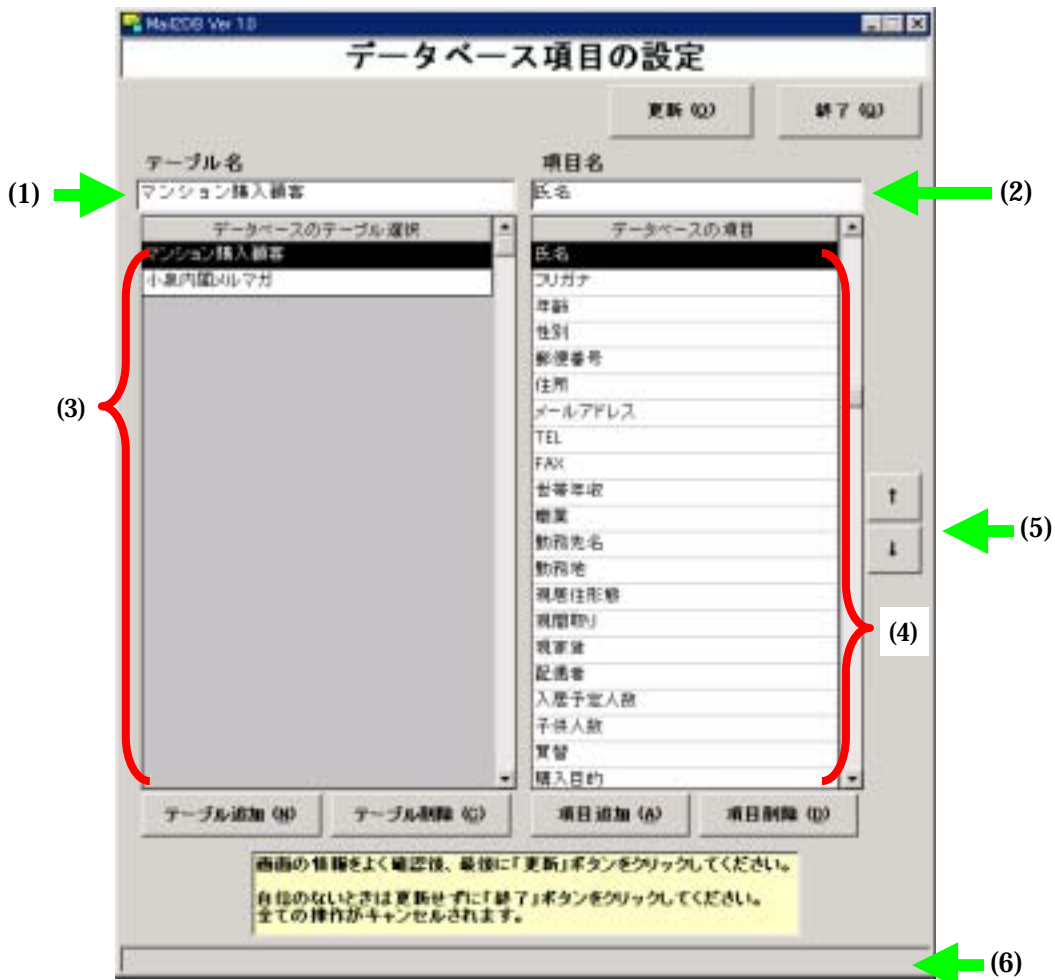 Mail2DB Ver 1.0
データベース項目の設定
更新 (O)
終了 (Q)
テーブル名
項目名
(1)
マンション購入顧客
氏名
(2)
データベースのテーブル選択
データベースの項目
マンション購入顧客
氏名
小泉内閣メルマガ
フリガナ
年齢
性別
郵便番号
住所
メールアドレス
(3)
TEL
FAX
世帯年収
↑
職業
(5)
勤務先名
↓
勤務地
現居住形態
現間取り
(4)
現家賃
配偶者
入居予定人数
子供人数
買替
購入目的
テーブル追加 (N)
テーブル削除 (C)
項目追加 (A)
項目削除 (D)
画面の情報をよく確認後、最後に「更新」ボタンをクリックしてください。
自信のないときは更新せずに「終了」ボタンをクリックしてください。
全ての操作がキャンセルされます。
(6)